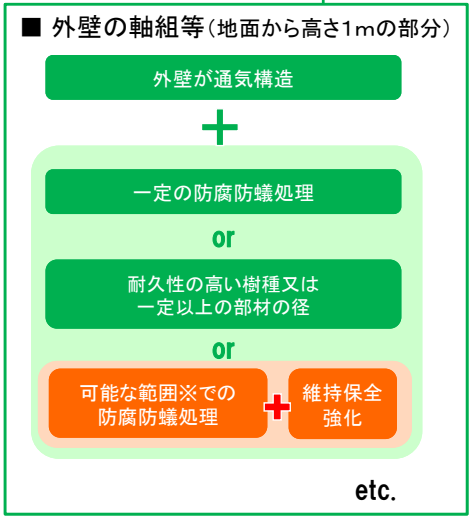 ■ 外壁の軸組等(地面から高さ1mの部分)
外壁が通気構造
+
一定の防腐防蟻処理
or
耐久性の高い樹種又は
一定以上の部材の径
or
可能な範囲※での
防腐防蟻処理
+
維持保全
強化
etc.